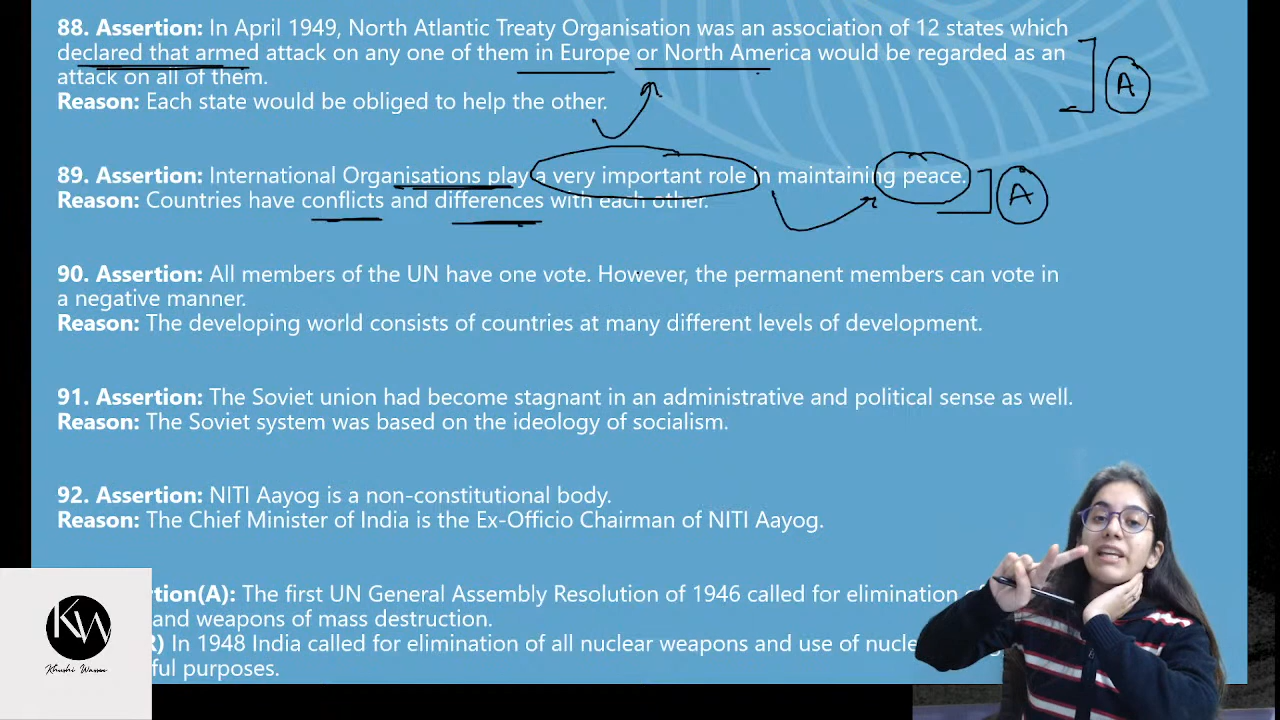 88. Assertion: In April 1949, North Atlantic Treaty Organisation was an association of 12 states which
declared that armed attack on any one of them in Europe or North America would be regarded as an
attack on all of them.
A
Reason: Each state would be obliged to help the other.
89. Assertion: International Organisations play a very important role in maintaining peace.
Reason: Countries have conflicts and differences with each other.
A
90. Assertion: All members of the UN have one vote. However, the permanent members can vote in
a negative manner.
Reason: The developing world consists of countries at many different levels of development.
91. Assertion: The Soviet union had become stagnant in an administrative and political sense as well.
Reason: The Soviet system was based on the ideology of socialism.
92. Assertion: NITI Aayog is a non-constitutional body.
Reason: The Chief Minister of India is the Ex-Officio Chairman of NITI Aayog.
tion(A): The first UN General Assembly Resolution of 1946 called for elimination
and weapons of mass destruction.
R) In 1948 India called for elimination of all nuclear weapons and use of nucle
ful purposes.
KW
Khushi Wassan